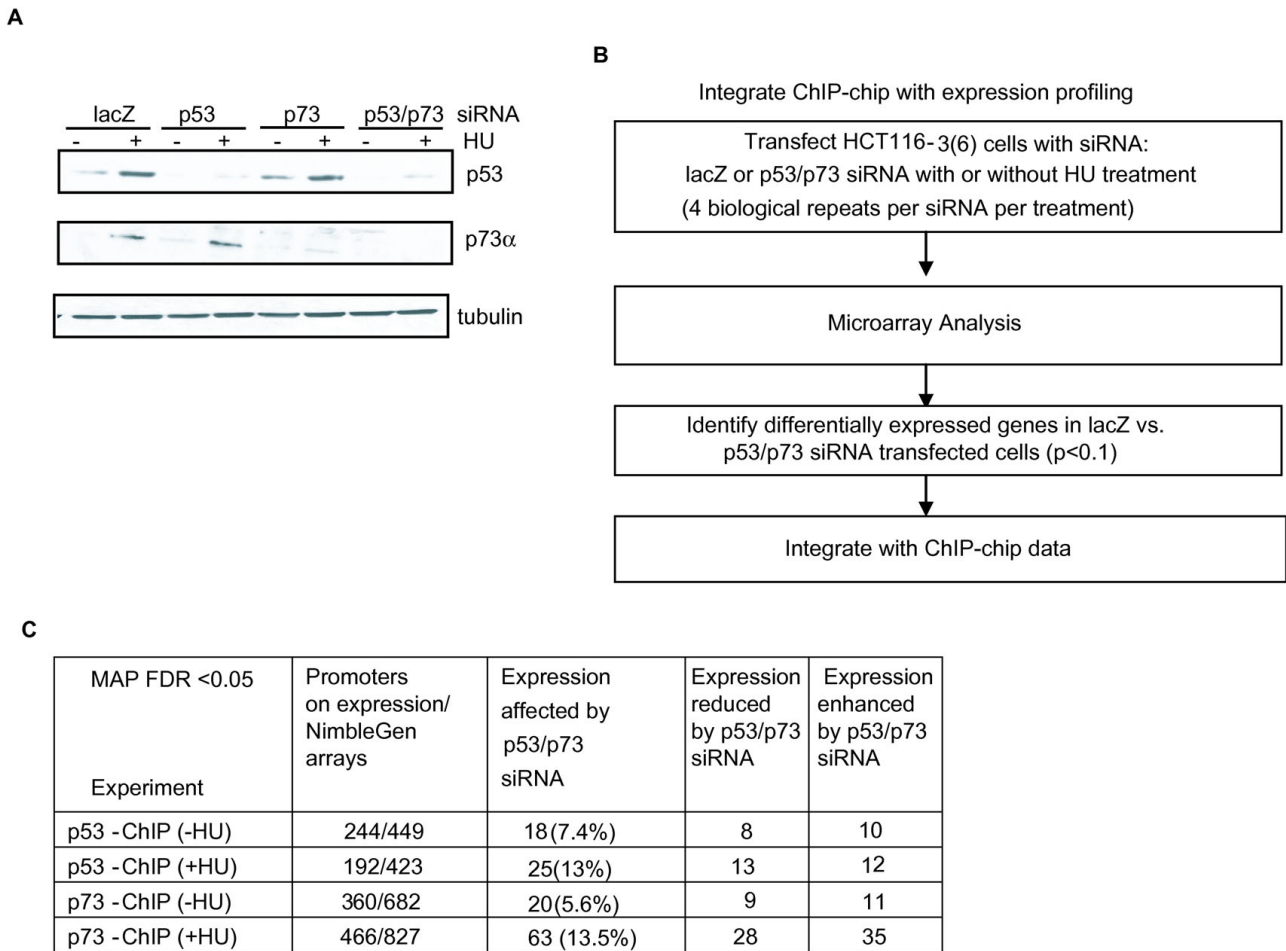 A
lacZ p53 p73 p53/p73 siRNA
- + - + - + - + HU
p53
p73α
tubulin
B
Integrate ChIP-chip with expression profiling
Transfect HCT116-3(6) cells with siRNA:
lacZ or p53/p73 siRNA with or without HU treatment
(4 biological repeats per siRNA per treatment)
Microarray Analysis
Identify differentially expressed genes in lacZ vs.
p53/p73 siRNA transfected cells (p<0.1)
Integrate with ChIP-chip data
C
MAP FDR <0.05
Experiment
Promoters
on expression/
NimbleGen
arrays
Expression
affected by
p53/p73
siRNA
Expression
reduced
by p53/p73
siRNA
Expression
enhanced
by p53/p73
siRNA
p53 -ChIP (-HU) 244/449 18(7.4%) 8 10
p53 -ChIP (+HU) 192/423 25(13%) 13 12
p73 -ChIP (-HU) 360/682 20(5.6%) 9 11
p73 -ChIP (+HU) 466/827 63 (13.5%) 28 35